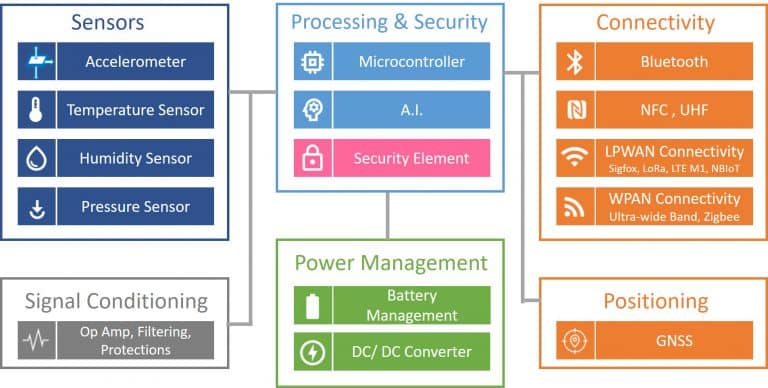 Sensors
Accelerometer
Temperature Sensor
Humidity Sensor
Pressure Sensor
Signal Conditioning
Op Amp, Filtering,
Protections
Processing & Security
Microcontroller
A.I.
Security Element
Power Management
Battery
Management
DC/ DC Converter
Connectivity
Bluetooth
NFC , UHF
LPWAN Connectivity
Sigfox, LoRa, LTE M1, NBIoT
WPAN Connectivity
Ultra-wide Band, Zigbee
Positioning
GNSS